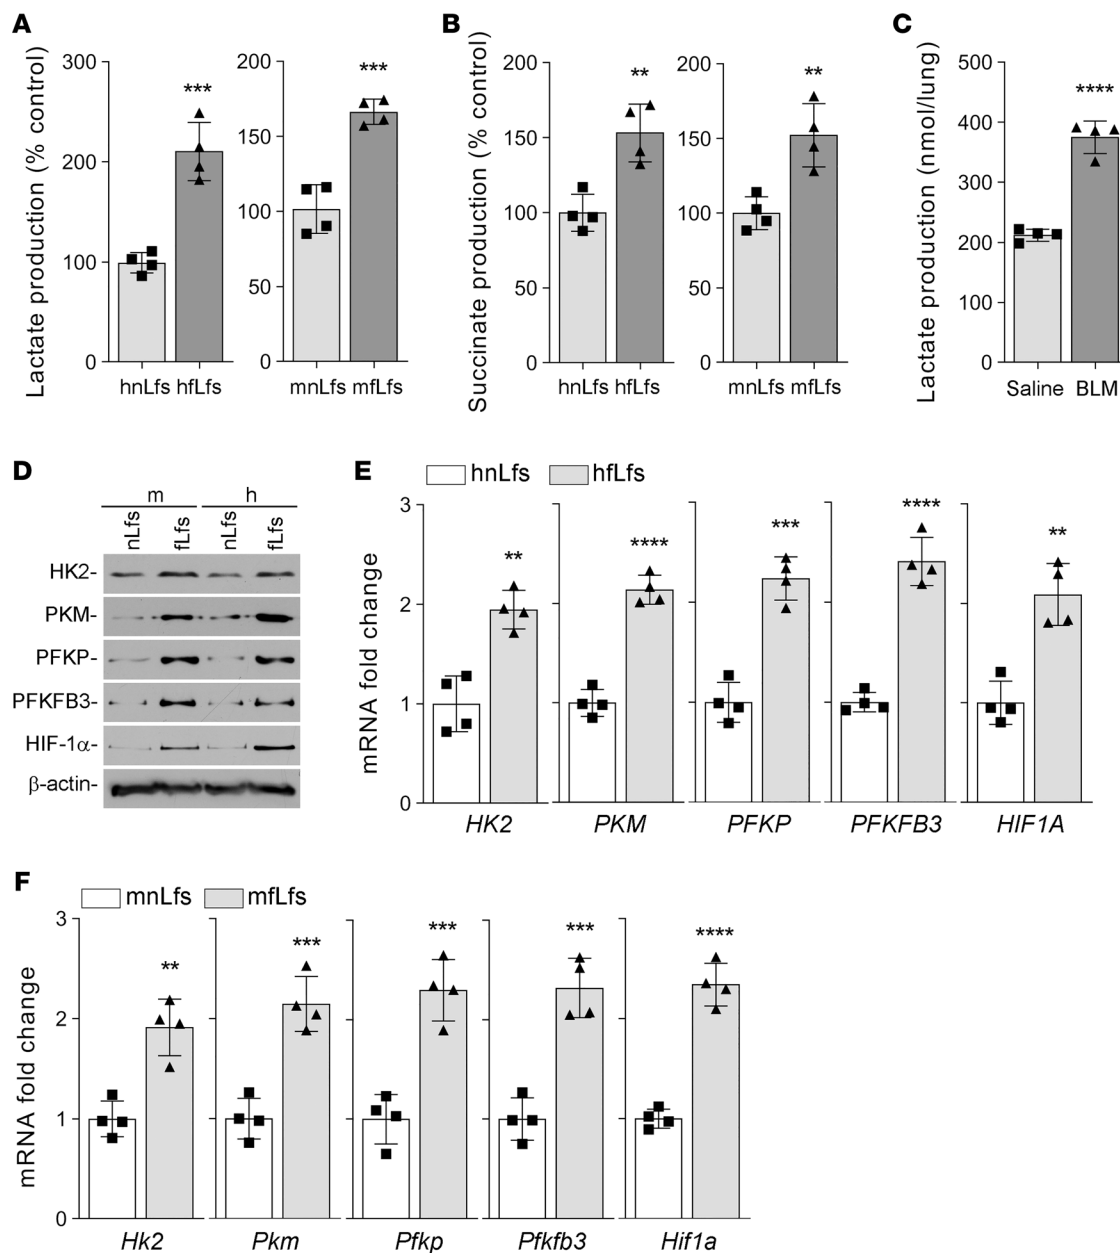 A
Lactate production (% control)
300
200
100
0
***
hnLfs hfLfs
200
150
100
50
0
***
mnLfs mfLfs
B
Succinate production (% control)
200
150
100
50
0
**
hnLfs hfLfs
200
150
100
50
0
**
mnLfs mfLfs
C
Lactate production (nmol/lung)
500
400
300
200
100
0
****
Saline BLM
D
m h
nLfs fLfs nLfs fLfs
HK2-
PKM-
PFKP-
PFKFB3-
HIF-1α-
β-actin-
E
hnLfs hfLfs
mRNA fold change
3
2
1
0
** **** *** **** **
HK2 PKM PFKP PFKFB3 HIF1A
F
mnLfs mfLfs
mRNA fold change
3
2
1
0
** *** *** *** ****
Hk2 Pkm Pfkp Pfkfb3 Hif1a